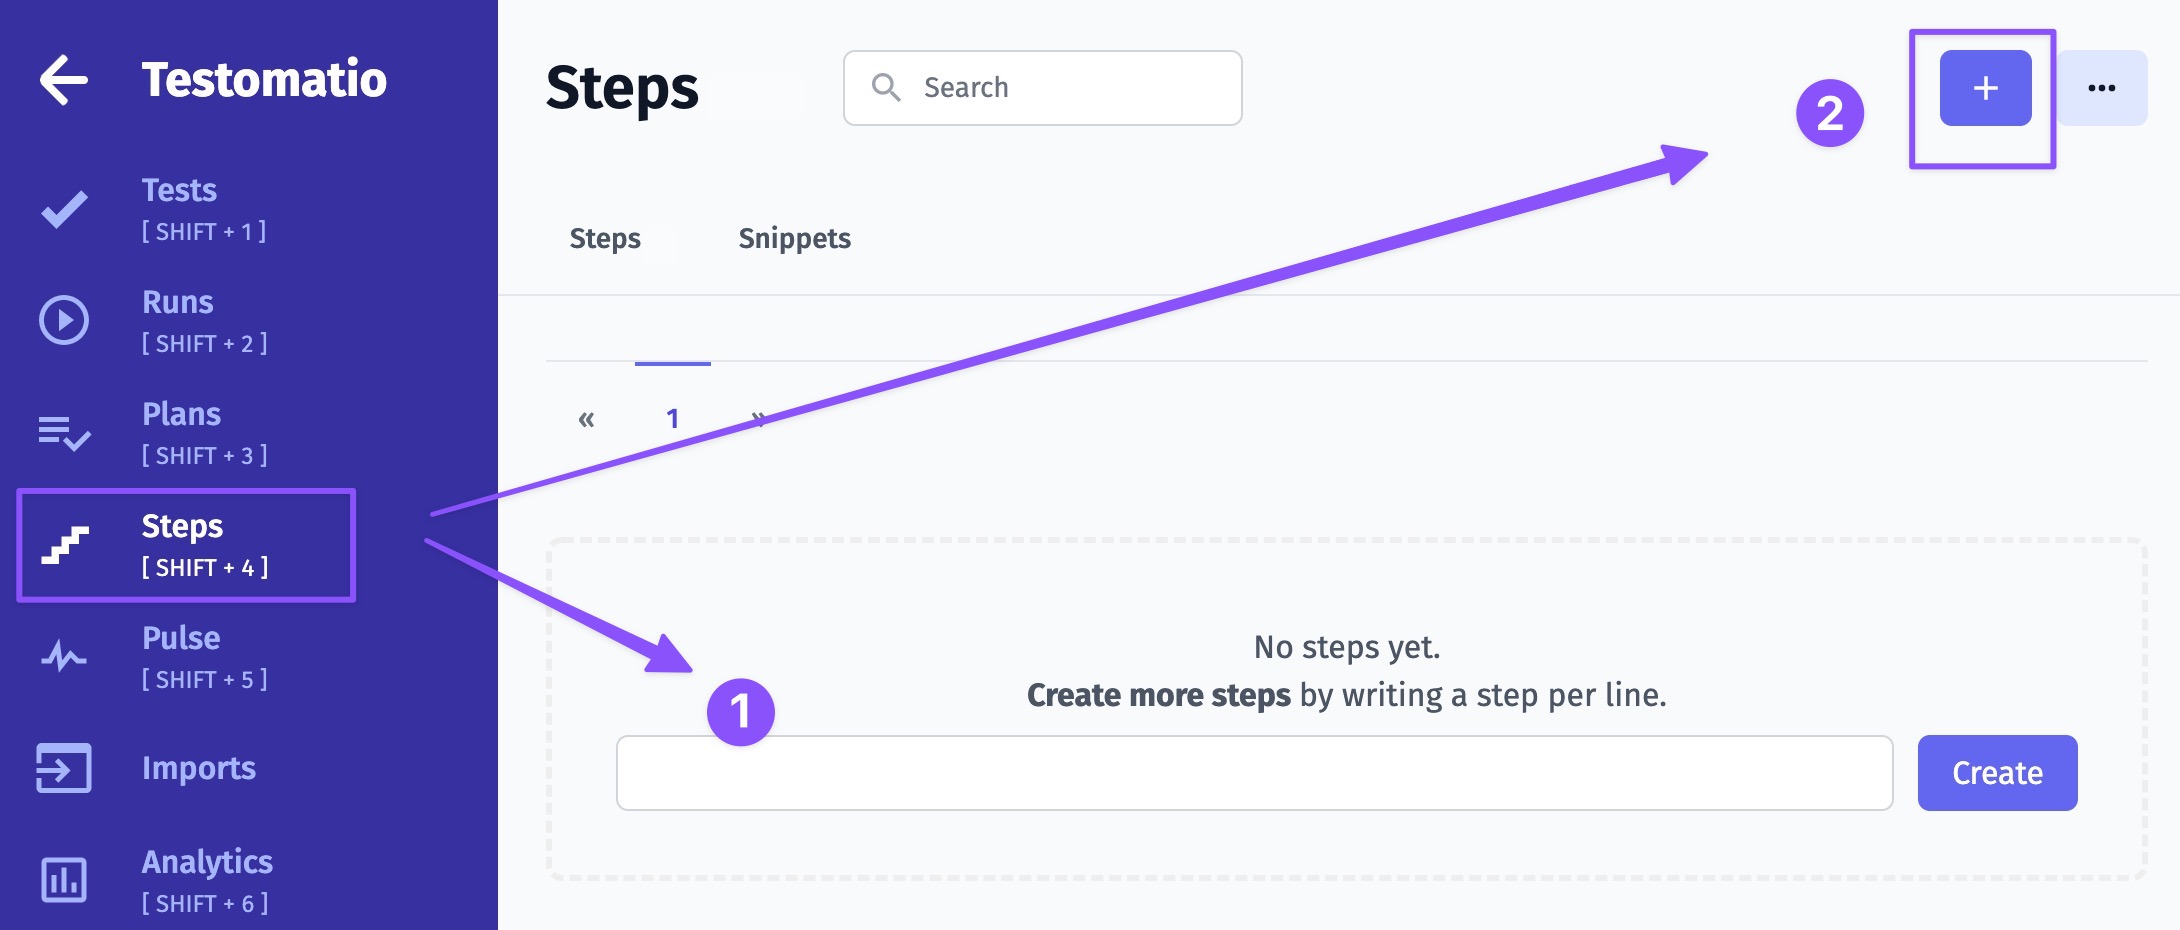 Testomatio
Tests
[ SHIFT + 1 ]
Runs
[ SHIFT + 2 ]
Plans
[ SHIFT + 3 ]
Steps
[ SHIFT + 4 ]
Pulse
[ SHIFT + 5 ]
Imports
Analytics
[ SHIFT + 6 ]
Steps
Search
2
+
•••
Steps
Snippets
« 1 »
No steps yet.
Create more steps by writing a step per line.
1
Create